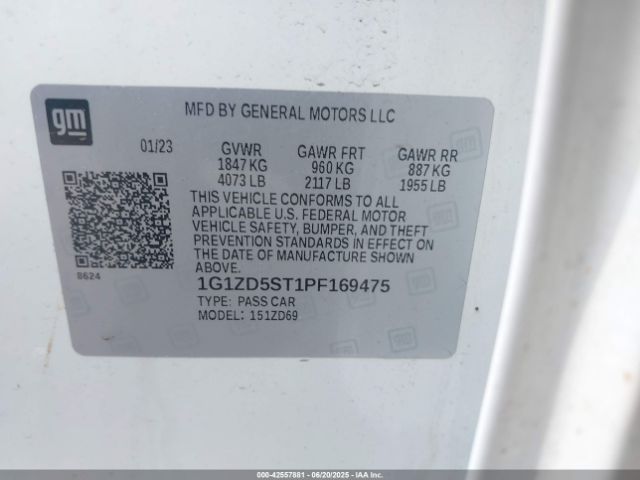 gm
MFD BY GENERAL MOTORS LLC
01/23 GVWR GAWR FRT GAWR RR
1847 KG 960 KG 887 KG
4073 LB 2117 LB 1955 LB
THIS VEHICLE CONFORMS TO ALL
APPLICABLE U.S. FEDERAL MOTOR
VEHICLE SAFETY, BUMPER, AND THEFT
PREVENTION STANDARDS IN EFFECT ON
THE DATE OF MANUFACTURE SHOWN
ABOVE.
8624
1G1ZD5ST1PF169475
TYPE: PASS CAR
MODEL: 151ZD69
000-42557881 - 06/20/2025 - IAAI.COM